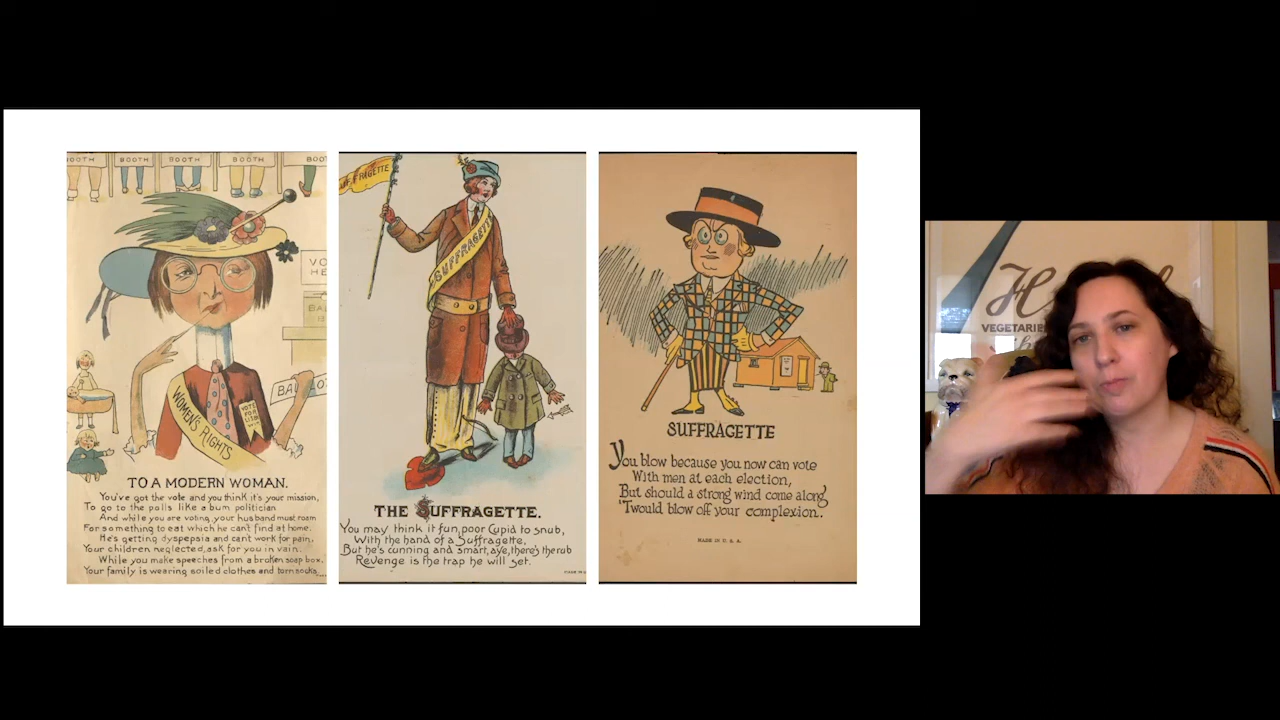 BOOTH
BOOTH
BOOTH
BOOTH
WOMEN'S RIGHTS
TO A MODERN WOMAN.
You've got the vote and you think it's your mission,
To go to the polls like a bum politician
And while you are voting, your husband must roam
For something to eat which he can't find at home.
He's getting dyspepsia and can't work for pain,
Your children neglected, ask for you in vain.
While you make speeches from a broken soap box,
Your family is wearing soiled clothes and torn socks.
SUFFRAGETTE
SUFFRAGETTE
THE SUFFRAGETTE.
You may think it fun, poor Cupid to snub,
With the hand of a Suffragette,
But he's cunning and smart, aye, there's the rub
Revenge is the trap he will set.
SUFFRAGETTE
You blow because you now can vote
With men at each election,
But should a strong wind come along
'Twould blow off your complexion.
MADE IN U. S. A.
VEGETARIE